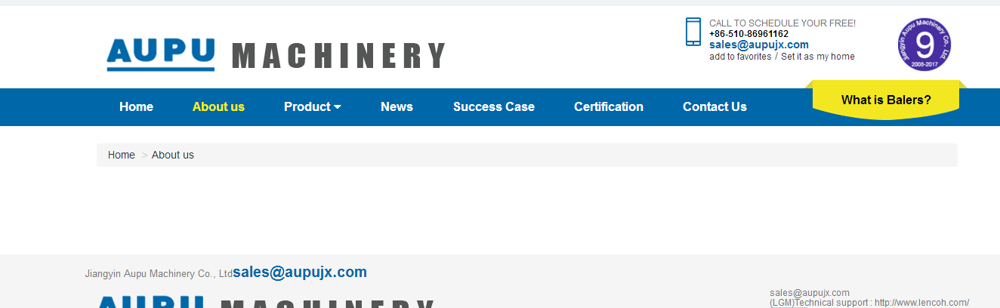 AUPU MACHINERY
CALL TO SCHEDULE YOUR FREE!
+86-510-86961162
sales@aupujx.com
add to favorites / Set it as my home
Jiangyin Aupu Machinery Co., Ltd.
9
2008-2017
Home About us Product News Success Case Certification Contact Us
What is Balers?
Home > About us
Jiangyin Aupu Machinery Co., Ltdsales@aupujx.com
AUPU MACHINERY
sales@aupujx.com
(LGM)Technical support : http://www.lencoh.com/